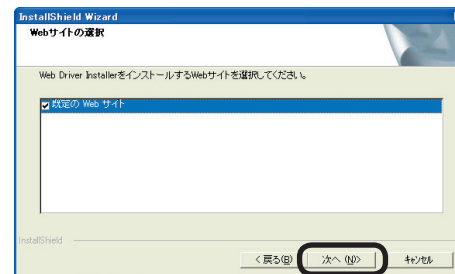 InstallShield Wizard
Webサイトの選択
Web Driver InstallerをインストールするWebサイトを選択してください。
既定の Web サイト
InstallShield
< 戻る(B)
次へ (N)>
キャンセル